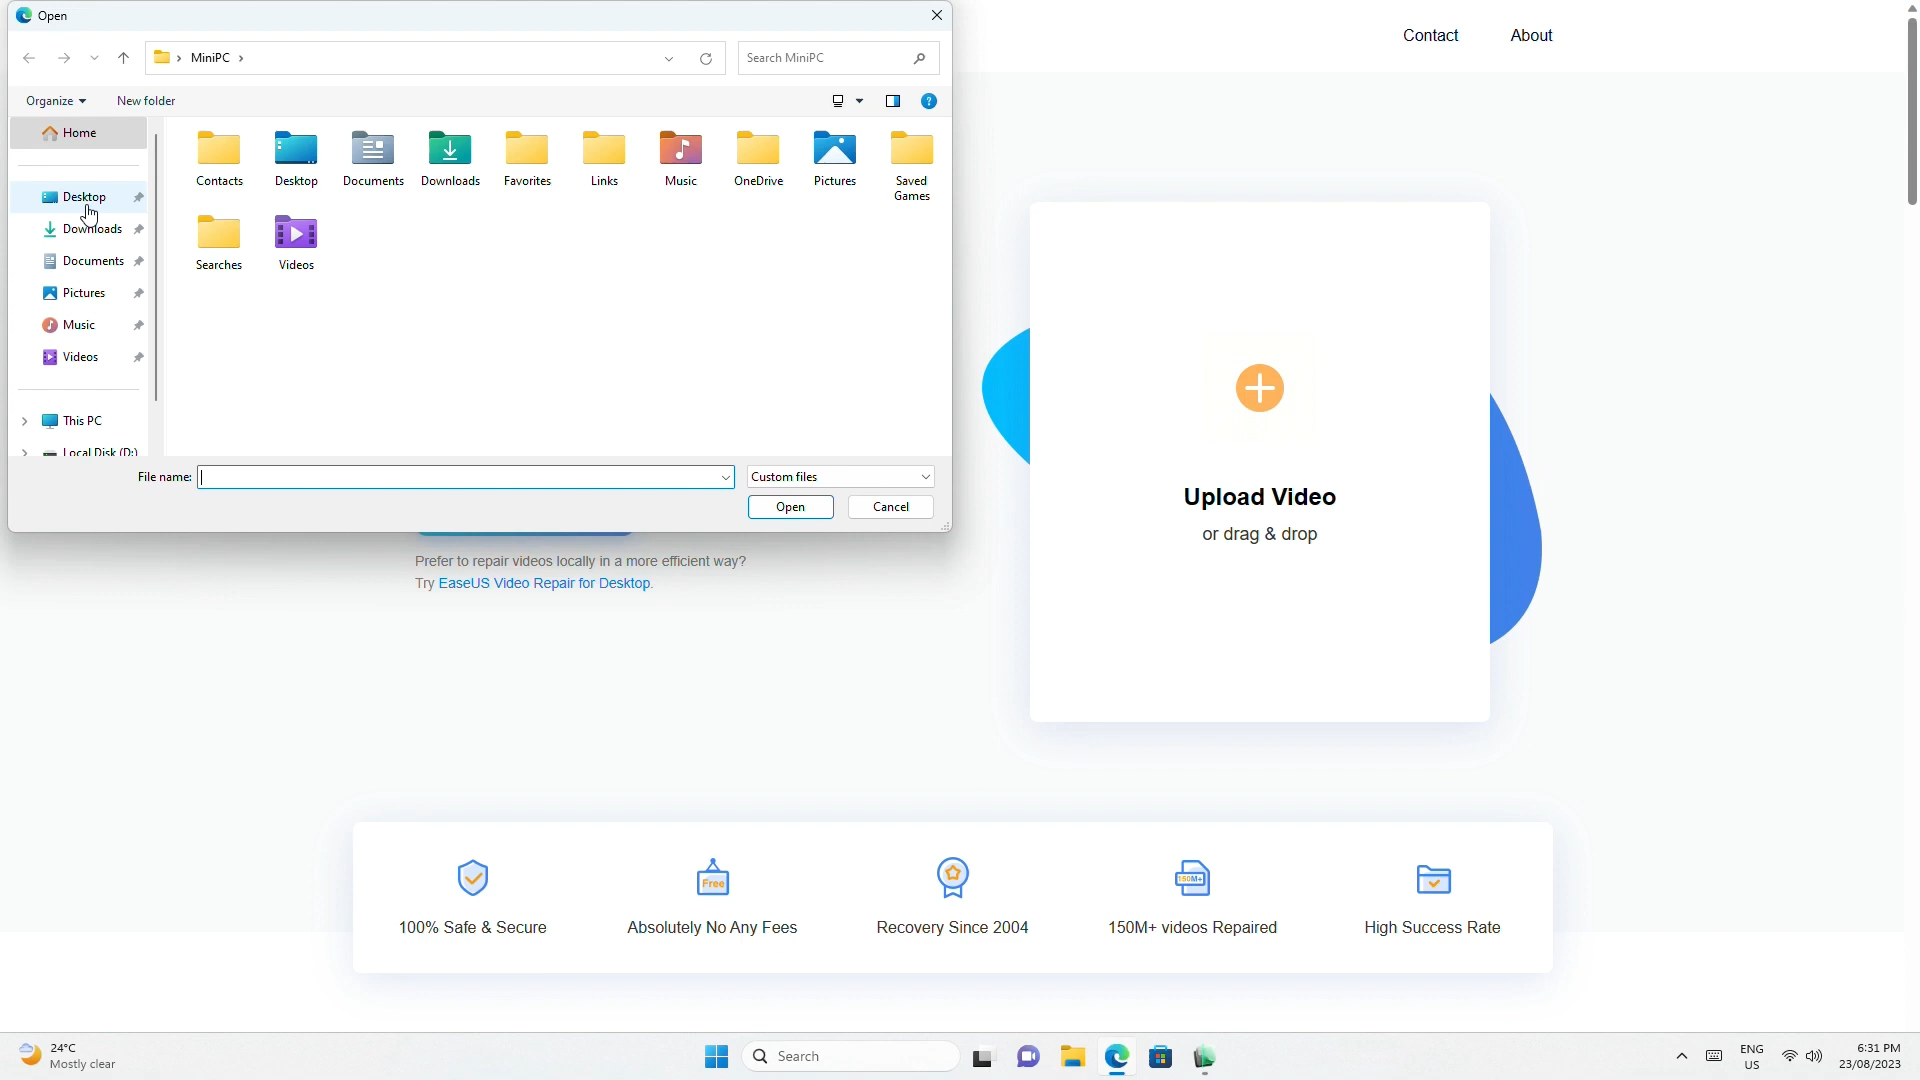 Open
MiniPC
Search MiniPC
Organize
New folder
Home
Desktop
Downloads
Documents
Pictures
Music
Videos
This PC
Local Disk (D:)
Contacts
Desktop
Documents
Downloads
Favorites
Links
Music
OneDrive
Pictures
Saved
Games
Searches
Videos
File name:
Custom files
Open
Cancel
Contact
About
Upload Video
or drag & drop
Prefer to repair videos locally in a more efficient way?
Try EaseUS Video Repair for Desktop.
Free
150M+
100% Safe & Secure
Absolutely No Any Fees
Recovery Since 2004
150M+ videos Repaired
High Success Rate
24°C
Mostly clear
Search
ENG
US
6:31 PM
23/08/2023